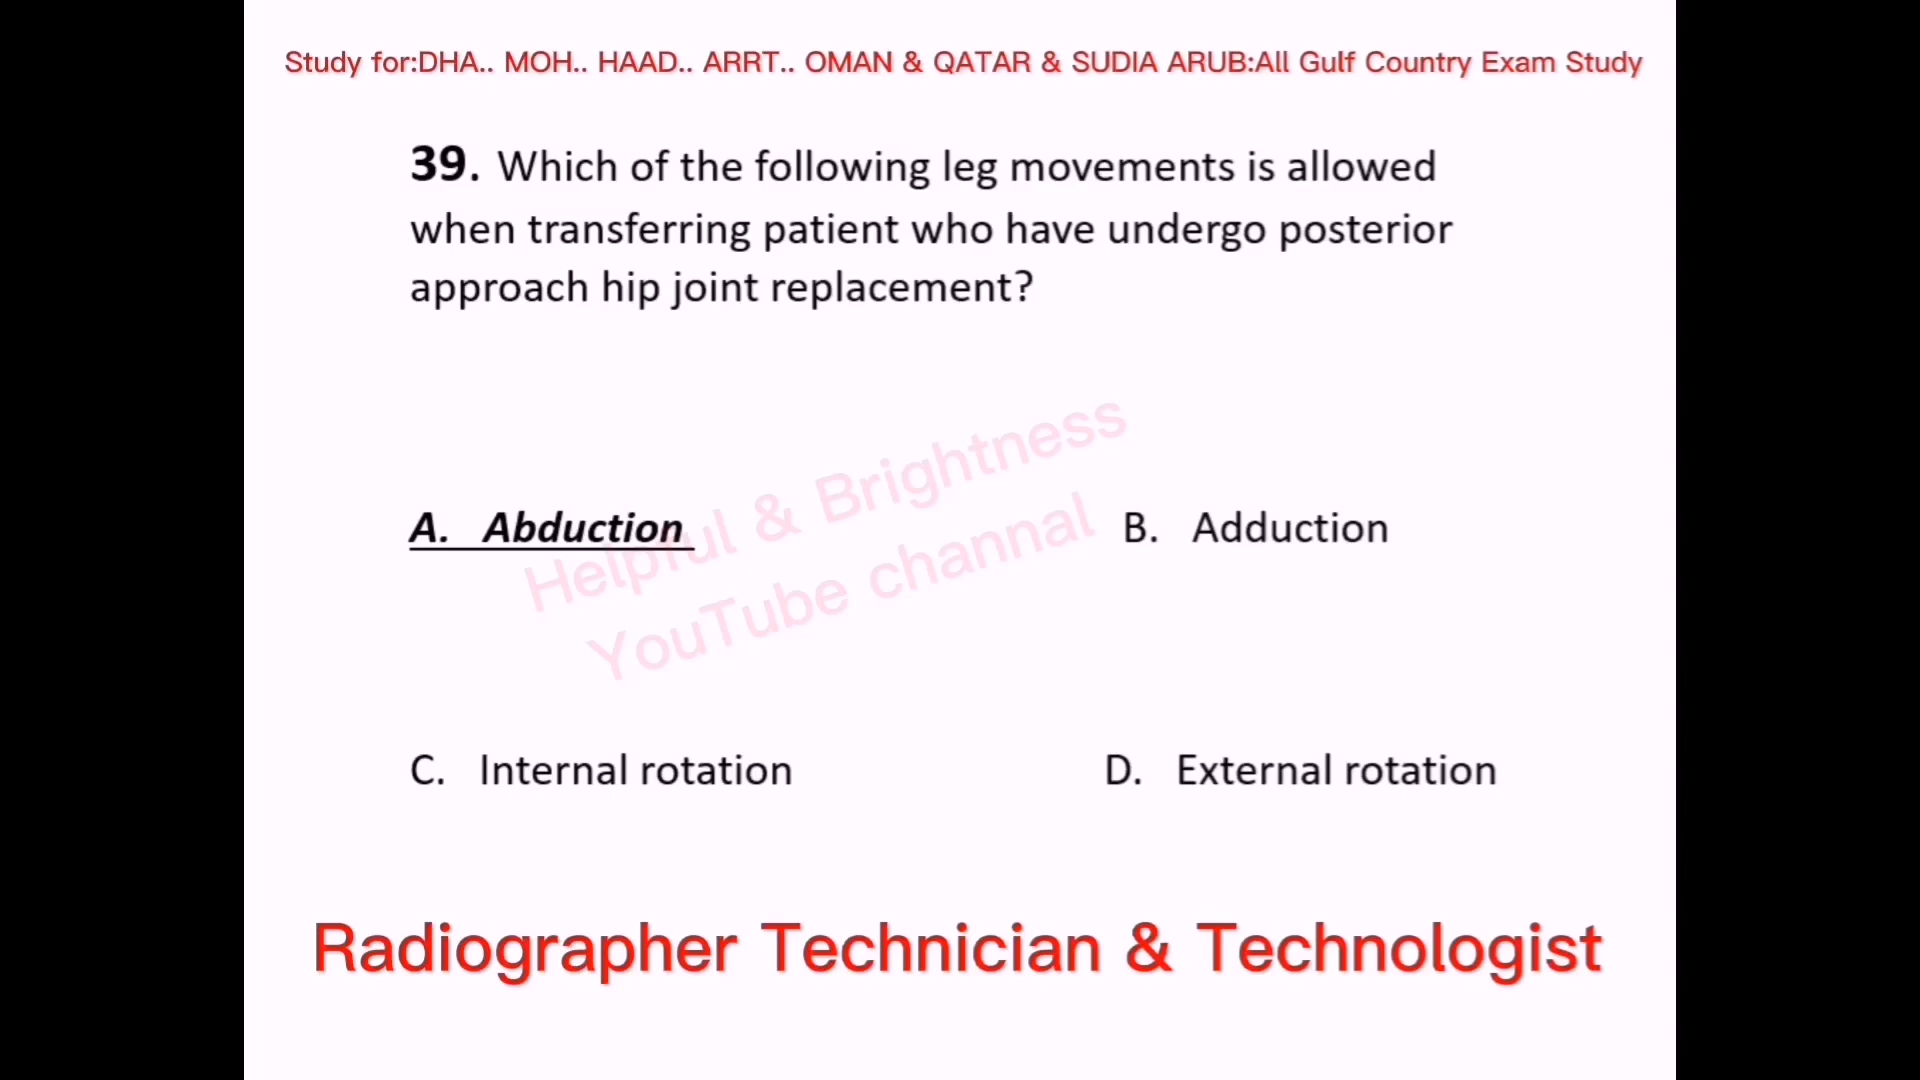 Study for:DHA.. MOH.. HAAD.. ARRT.. OMAN & QATAR & SUDIA ARUB:All Gulf Country Exam Study
39. Which of the following leg movements is allowed
when transferring patient who have undergo posterior
approach hip joint replacement?
Helpful & Brightness
YouTube channal
A. Abduction
B. Adduction
C. Internal rotation
D. External rotation
Radiographer Technician & Technologist